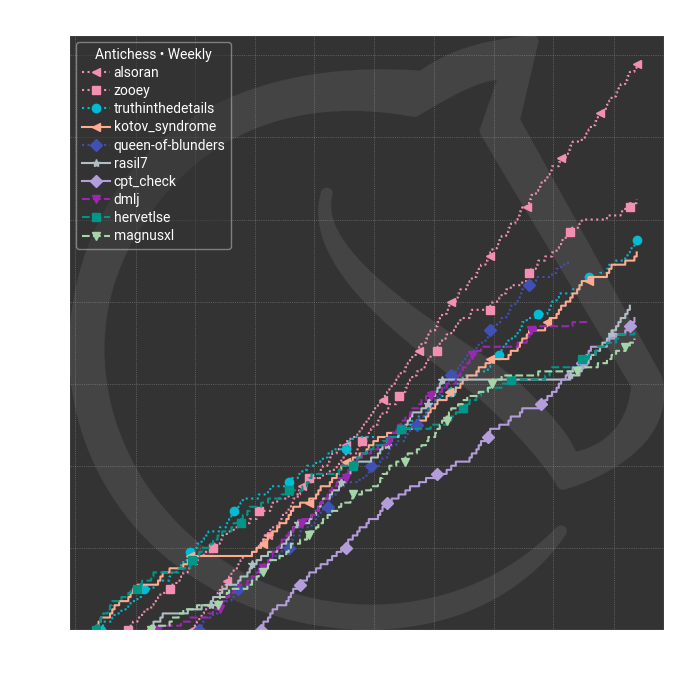 Antichess • Weekly
alsoran
zooey
truthinthedetails
kotov_syndrome
queen-of-blunders
rasil7
cpt_check
dmlj
hervetlse
magnusxl